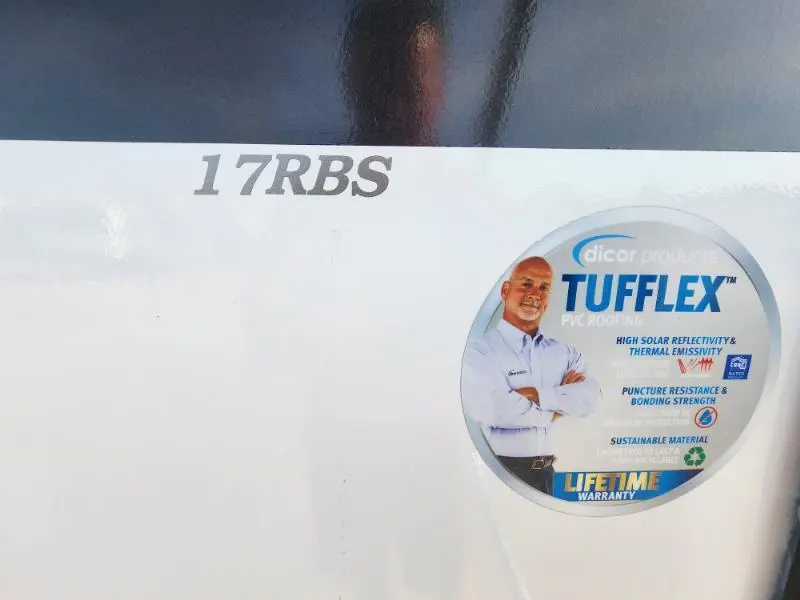 17RBS
dicor products
TUFFLEX™
PVC ROOFING
HIGH SOLAR REFLECTIVITY &
THERMAL EMISSIVITY
PUNCTURE RESISTANCE &
BONDING STRENGTH
SUSTAINABLE MATERIAL
LIFETIME
WARRANTY